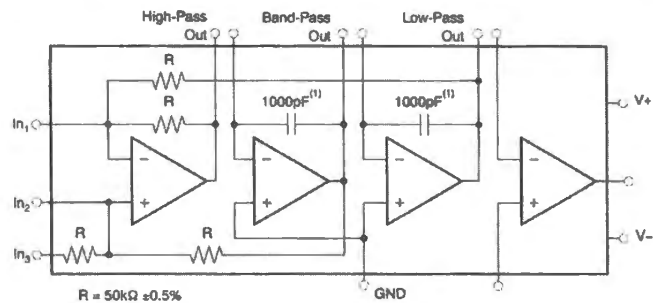 High-Pass Band-Pass Low-Pass
Out Out Out
R
1000pF(1) 1000pF(1)
V+
R
In1
In2
V–
In3 R R
R = 50kΩ ±0.5% GND